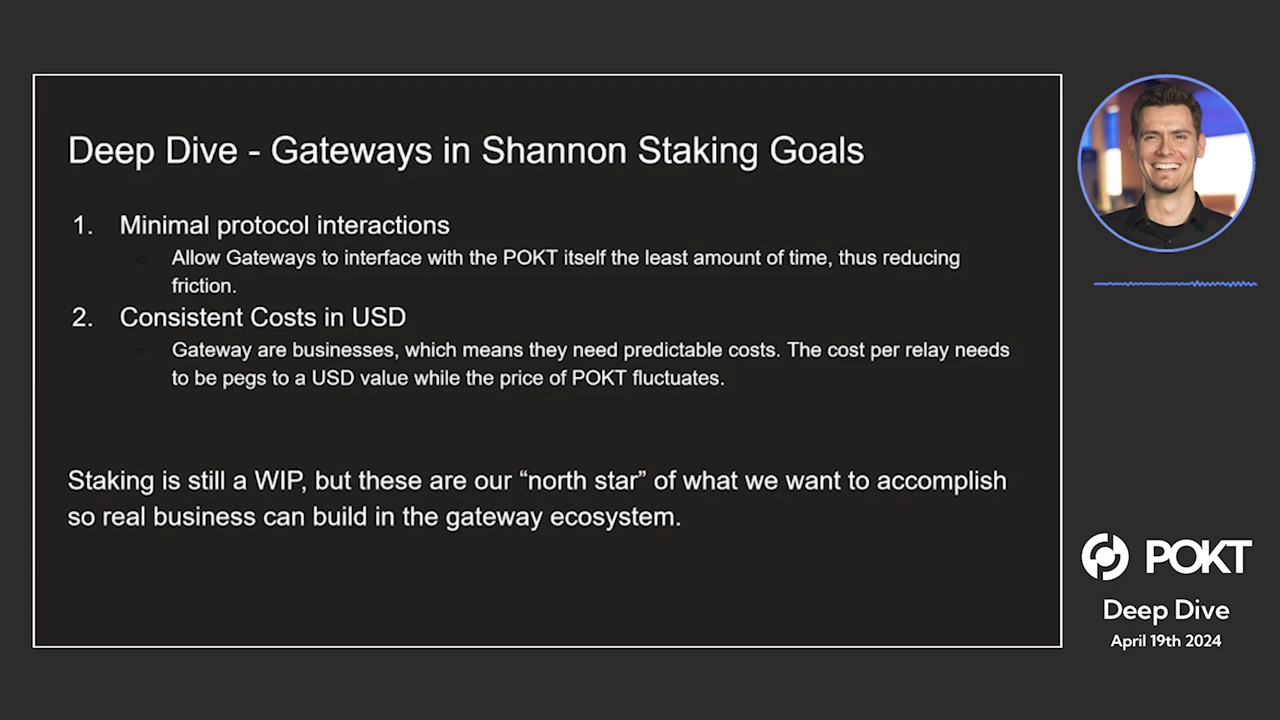 Deep Dive - Gateways in Shannon Staking Goals
1. Minimal protocol interactions
Allow Gateways to interface with the POKT itself the least amount of time, thus reducing
friction.
2. Consistent Costs in USD
Gateway are businesses, which means they need predictable costs. The cost per relay needs
to be pegs to a USD value while the price of POKT fluctuates.
Staking is still a WIP, but these are our “north star” of what we want to accomplish
so real business can build in the gateway ecosystem.
POKT
Deep Dive
April 19th 2024